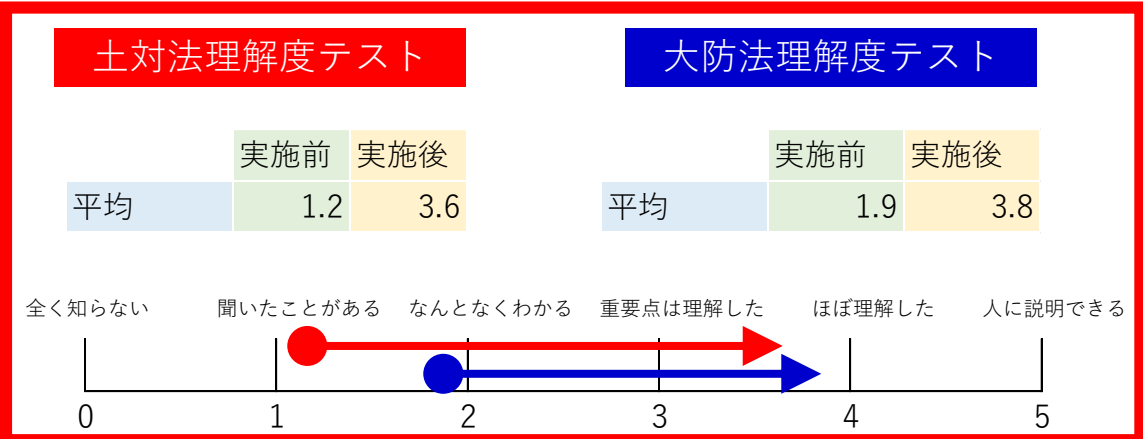 土対法理解度テスト
大防法理解度テスト
実施前 実施後
平均 1.2 3.6
実施前 実施後
平均 1.9 3.8
全く知らない 聞いたことがある なんとなくわかる 重要点は理解した ほぼ理解した 人に説明できる
0 1 2 3 4 5